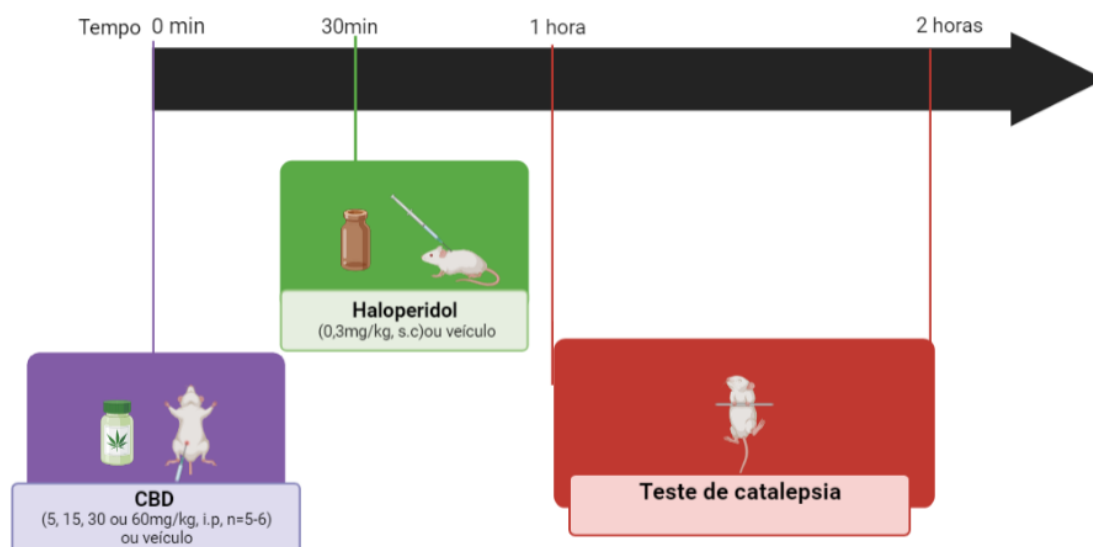 Tempo 0 min 30min 1 hora 2 horas
Haloperidol
(0,3mg/kg, s.c)ou veículo
CBD
(5, 15, 30 ou 60mg/kg, i.p, n=5-6)
ou veículo
Teste de catalepsia